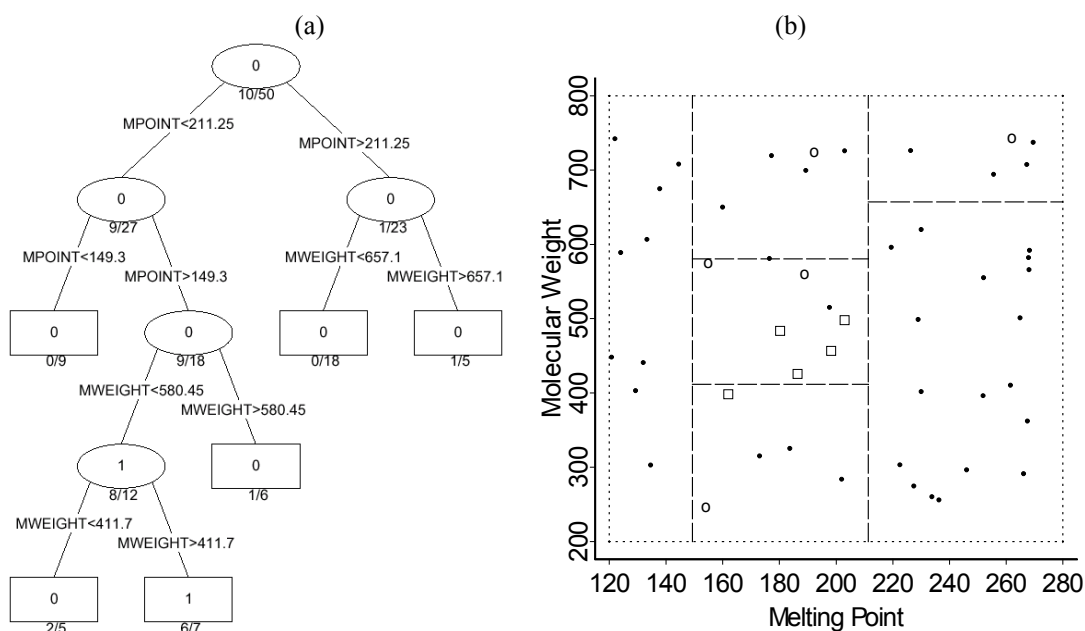 (a)
0
10/50
MPOINT<211.25
MPOINT>211.25
0
9/27
0
1/23
MPOINT<149.3
MPOINT>149.3
MWEIGHT<657.1
MWEIGHT>657.1
0
0/9
0
9/18
0
0/18
0
1/5
MWEIGHT<580.45
MWEIGHT>580.45
1
8/12
0
1/6
MWEIGHT<411.7
MWEIGHT>411.7
0
2/5
1
6/7
(b)
Molecular Weight
800
700
600
500
400
300
200
120 140 160 180 200 220 240 260 280
Melting Point